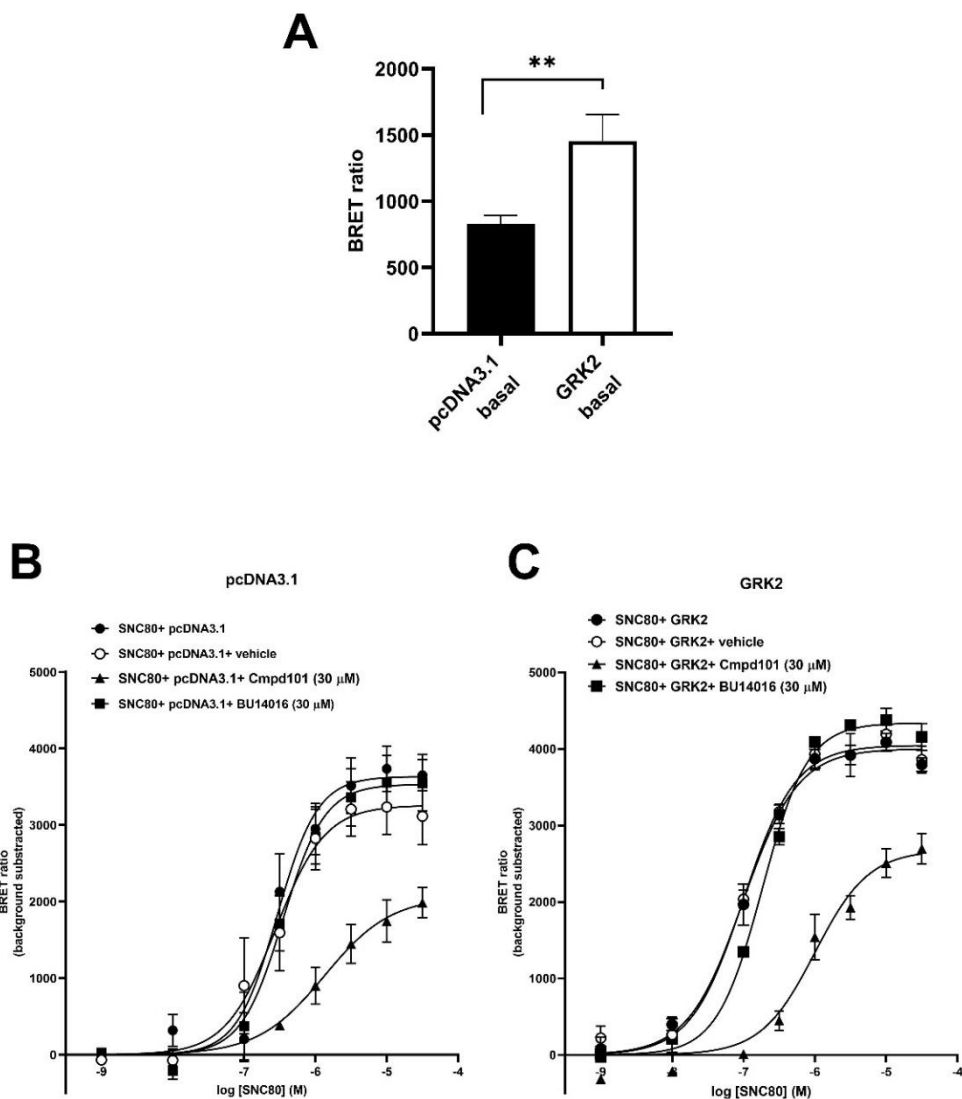 A
**
2000
1500
1000
500
0
BRET ratio
pcDNA3.1
basal
GRK2
basal
B
pcDNA3.1
SNC80+ pcDNA3.1
SNC80+ pcDNA3.1+ vehicle
SNC80+ pcDNA3.1+ Cmpd101 (30 μM)
SNC80+ pcDNA3.1+ BU14016 (30 μM)
5000
4000
3000
2000
1000
0
BRET ratio
(background substracted)
-9
-8
-7
-6
-5
-4
log [SNC80] (M)
C
GRK2
SNC80+ GRK2
SNC80+ GRK2+ vehicle
SNC80+ GRK2+ Cmpd101 (30 μM)
SNC80+ GRK2+ BU14016 (30 μM)
5000
4000
3000
2000
1000
0
BRET ratio
(background substracted)
-9
-8
-7
-6
-5
-4
log [SNC80] (M)